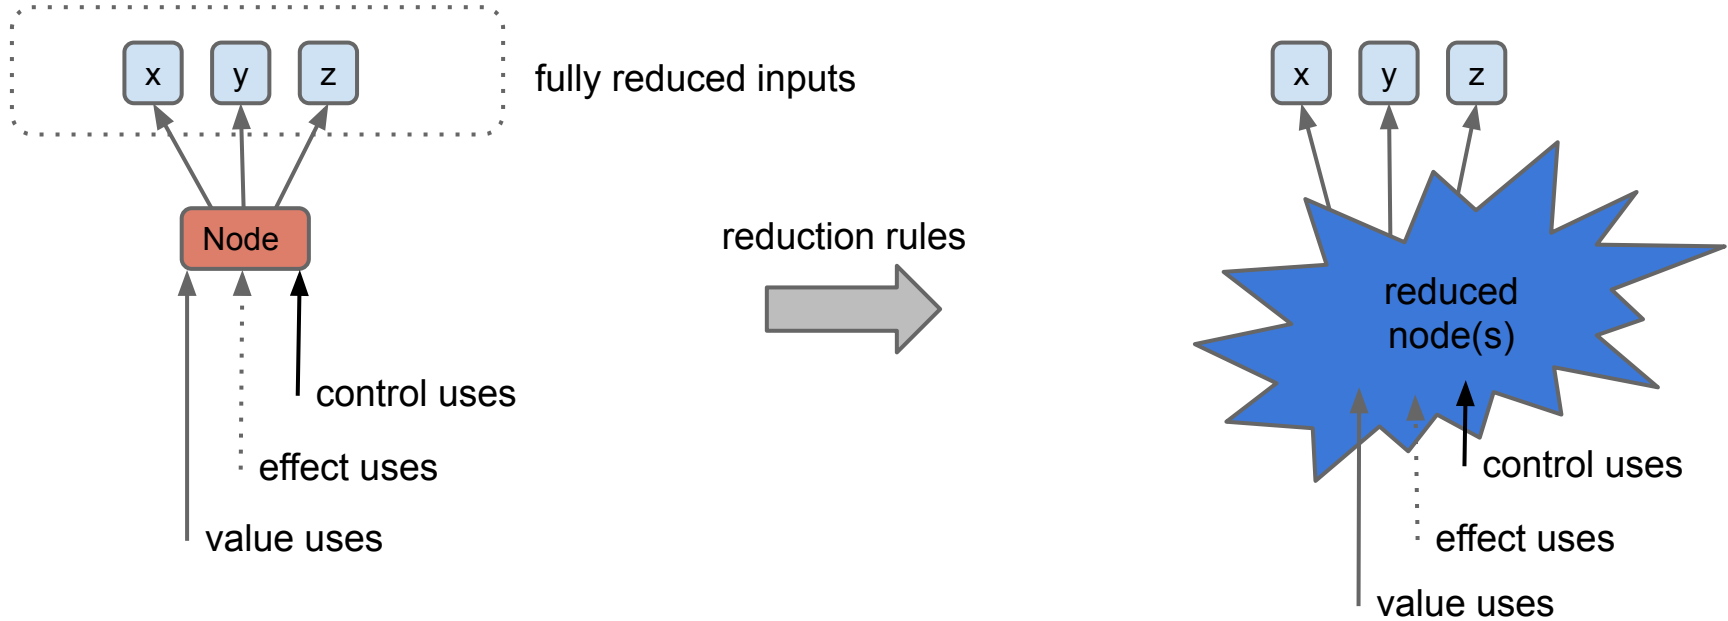 x y z
fully reduced inputs
Node
control uses
effect uses
value uses
reduction rules
x y z
reduced
node(s)
control uses
effect uses
value uses